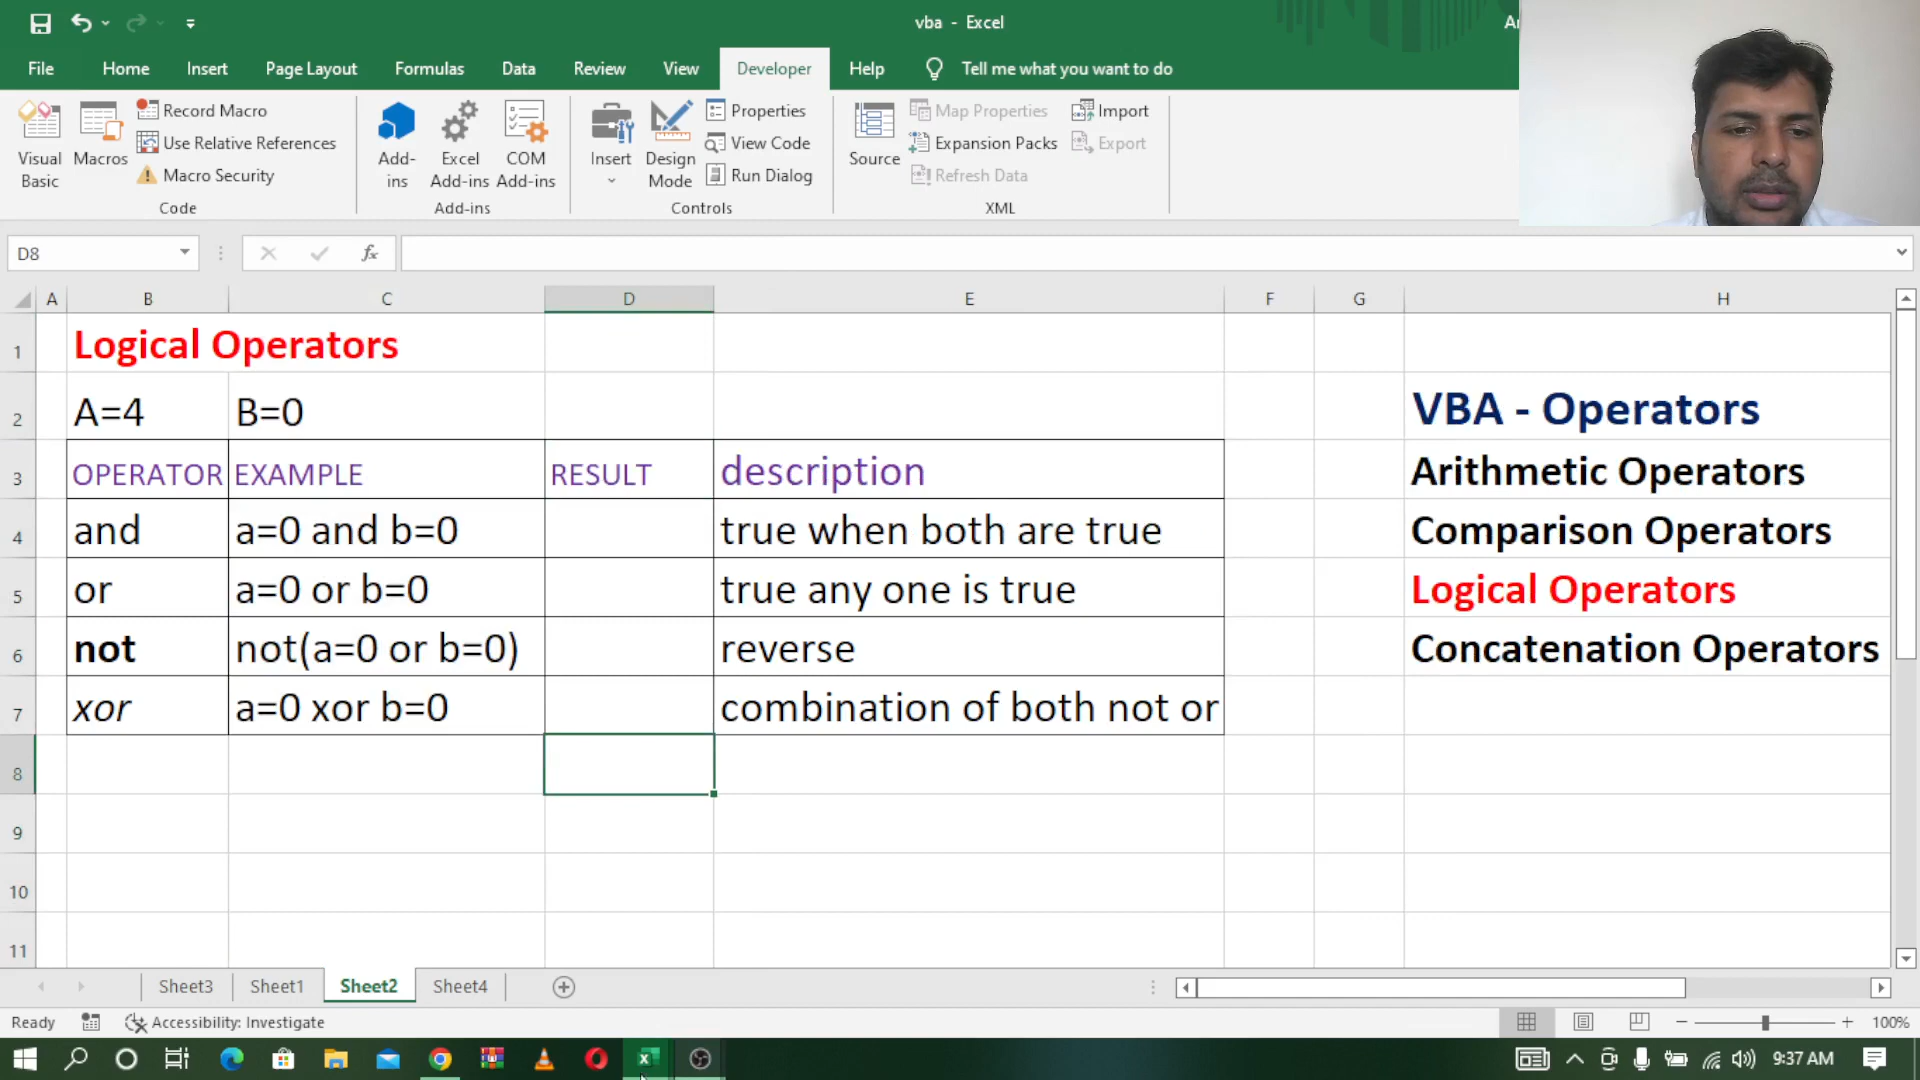 vba - Excel
File Home Insert Page Layout Formulas Data Review View Developer Help Tell me what you want to do
Visual Basic
Macros
Record Macro
Use Relative References
Macro Security
Code
Add-ins
Excel Add-ins
COM Add-ins
Add-ins
Insert
Design Mode
Properties
View Code
Run Dialog
Controls
Source
Map Properties
Expansion Packs
Refresh Data
Import
Export
XML
D8
fx
A B C D E F G H
1 Logical Operators
2 A=4 B=0 VBA - Operators
3 OPERATOR EXAMPLE RESULT description Arithmetic Operators
4 and a=0 and b=0 true when both are true Comparison Operators
5 or a=0 or b=0 true any one is true Logical Operators
6 not not(a=0 or b=0) reverse Concatenation Operators
7 xor a=0 xor b=0 combination of both not or
8
9
10
11
Sheet3 Sheet1 Sheet2 Sheet4
Ready Accessibility: Investigate 100%
9:37 AM